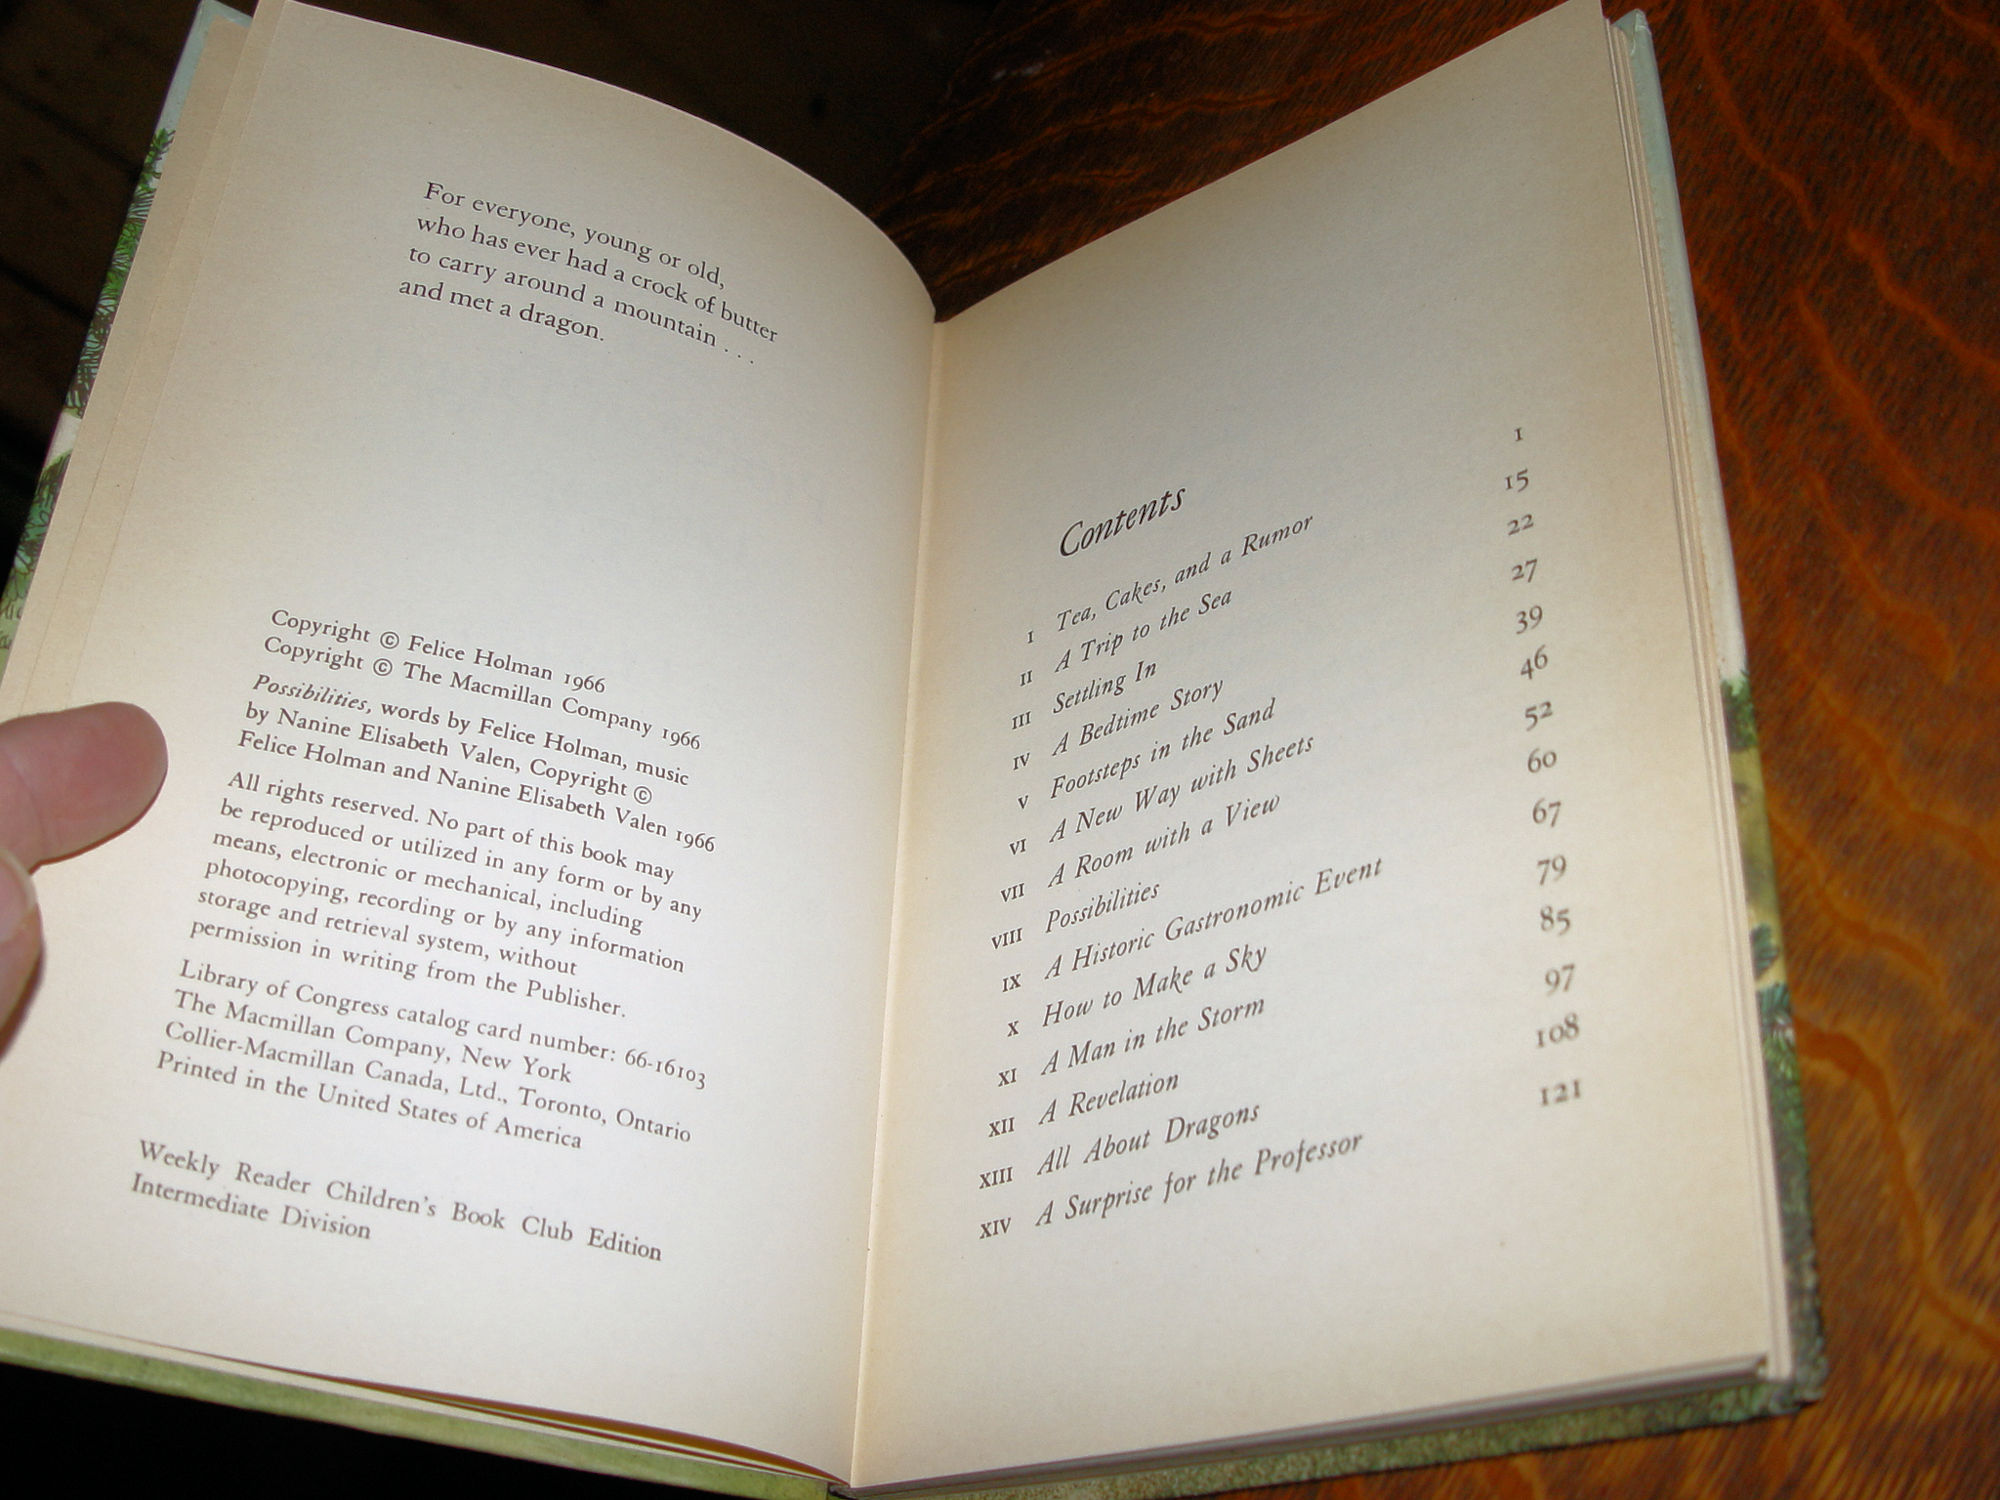 For everyone, young or old,
who has ever had a crock of butter
to carry around a mountain . . .
and met a dragon.
Copyright © Felice Holman 1966
Copyright © The Macmillan Company 1966
Possibilities, words by Felice Holman, music
by Nanine Elisabeth Valen, Copyright ©
Felice Holman and Nanine Elisabeth Valen 1966
All rights reserved. No part of this book may
be reproduced or utilized in any form or by any
means, electronic or mechanical, including
photocopying, recording or by any information
storage and retrieval system, without
permission in writing from the Publisher.
Library of Congress catalog card number: 66-16103
The Macmillan Company, New York
Collier-Macmillan Canada, Ltd., Toronto, Ontario
Printed in the United States of America
Weekly Reader Children's Book Club Edition
Intermediate Division
Contents
I Tea, Cakes, and a Rumor 1
II A Trip to the Sea 15
III Settling In 22
IV A Bedtime Story 27
V Footsteps in the Sand 39
VI A New Way with Sheets 46
VII A Room with a View 52
VIII Possibilities 60
IX A Historic Gastronomic Event 67
X How to Make a Sky 79
XI A Man in the Storm 85
XII A Revelation 97
XIII All About Dragons 108
XIV A Surprise for the Professor 121